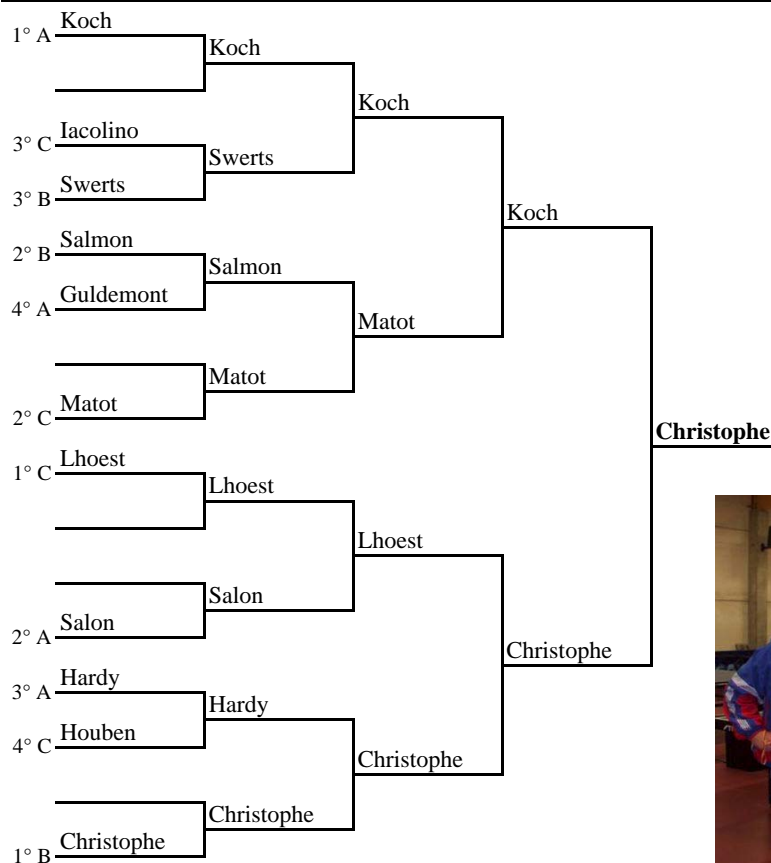 1° A Koch
Koch
Koch
3° C Iacolino
Swerts
3° B Swerts
Koch
2° B Salmon
Salmon
4° A Guldemont
Matot
Matot
2° C Matot
Christophe
1° C Lhoest
Lhoest
Lhoest
Salon
2° A Salon
Christophe
3° A Hardy
Hardy
4° C Houben
Christophe
Christophe
1° B Christophe